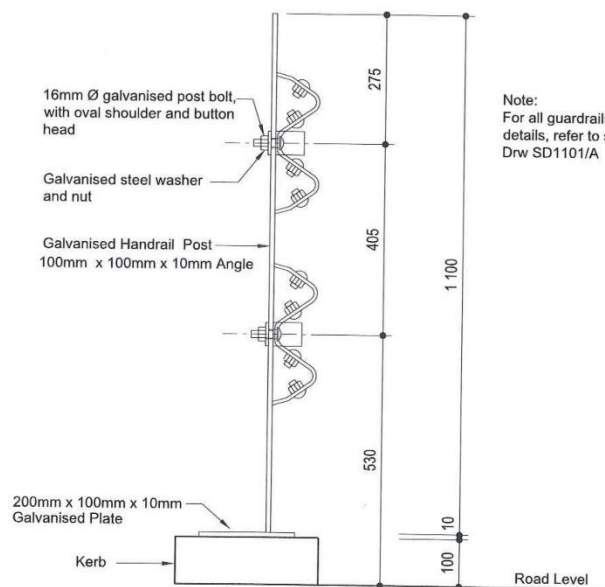 16mm Ø galvanised post bolt,
with oval shoulder and button
head
Galvanised steel washer
and nut
Galvanised Handrail Post
100mm x 100mm x 10mm Angle
200mm x 100mm x 10mm
Galvanised Plate
Kerb
275
405
530
1 100
10
100
Note:
For all guardrails
details, refer to s
Drw SD1101/A
Road Level